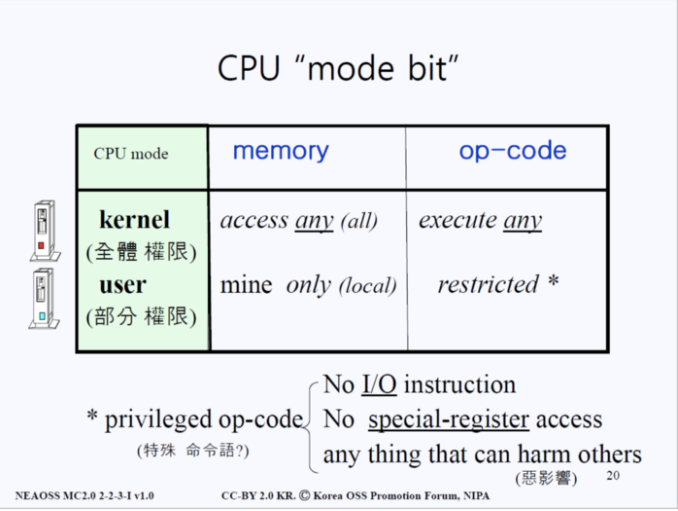 CPU “mode bit”
CPU mode memory op-code
kernel access any (all) execute any
(全體 權限)
user mine only (local) restricted *
(部分 權限)
No I/O instruction
* privileged op-code No special-register access
(特殊 命令語?) any thing that can harm others
(惡影響) 20
NEAOSS MC2.0 2-2-3-I v1.0 CC-BY 2.0 KR. Ⓒ Korea OSS Promotion Forum, NIPA